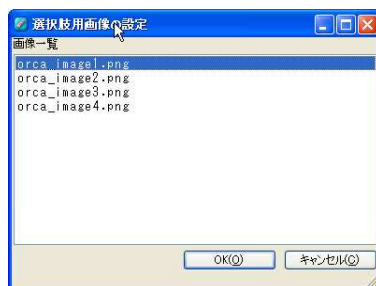 選択肢用画像の設定
画像一覧
orca_image1.png
orca_image2.png
orca_image3.png
orca_image4.png
OK(O) キャンセル(C)